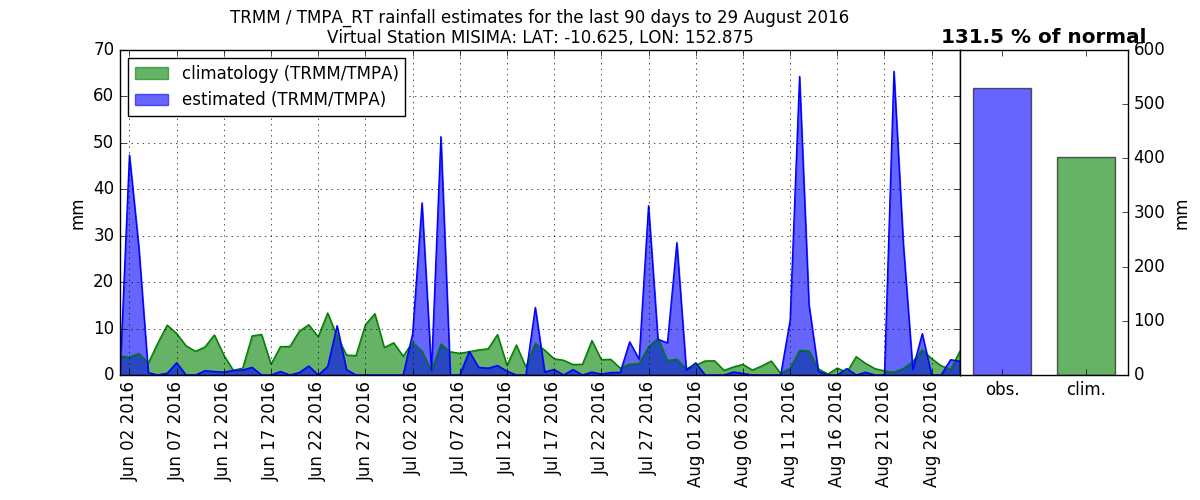 TRMM / TMPA_RT rainfall estimates for the last 90 days to 29 August 2016
Virtual Station MISIMA: LAT: -10.625, LON: 152.875
131.5 % of normal
climatology (TRMM/TMPA)
estimated (TRMM/TMPA)
mm
70
60
50
40
30
20
10
0
Jun 02 2016
Jun 07 2016
Jun 12 2016
Jun 17 2016
Jun 22 2016
Jun 27 2016
Jul 02 2016
Jul 07 2016
Jul 12 2016
Jul 17 2016
Jul 22 2016
Jul 27 2016
Aug 01 2016
Aug 06 2016
Aug 11 2016
Aug 16 2016
Aug 21 2016
Aug 26 2016
obs.
clim.
600
500
400
300
200
100
0
mm